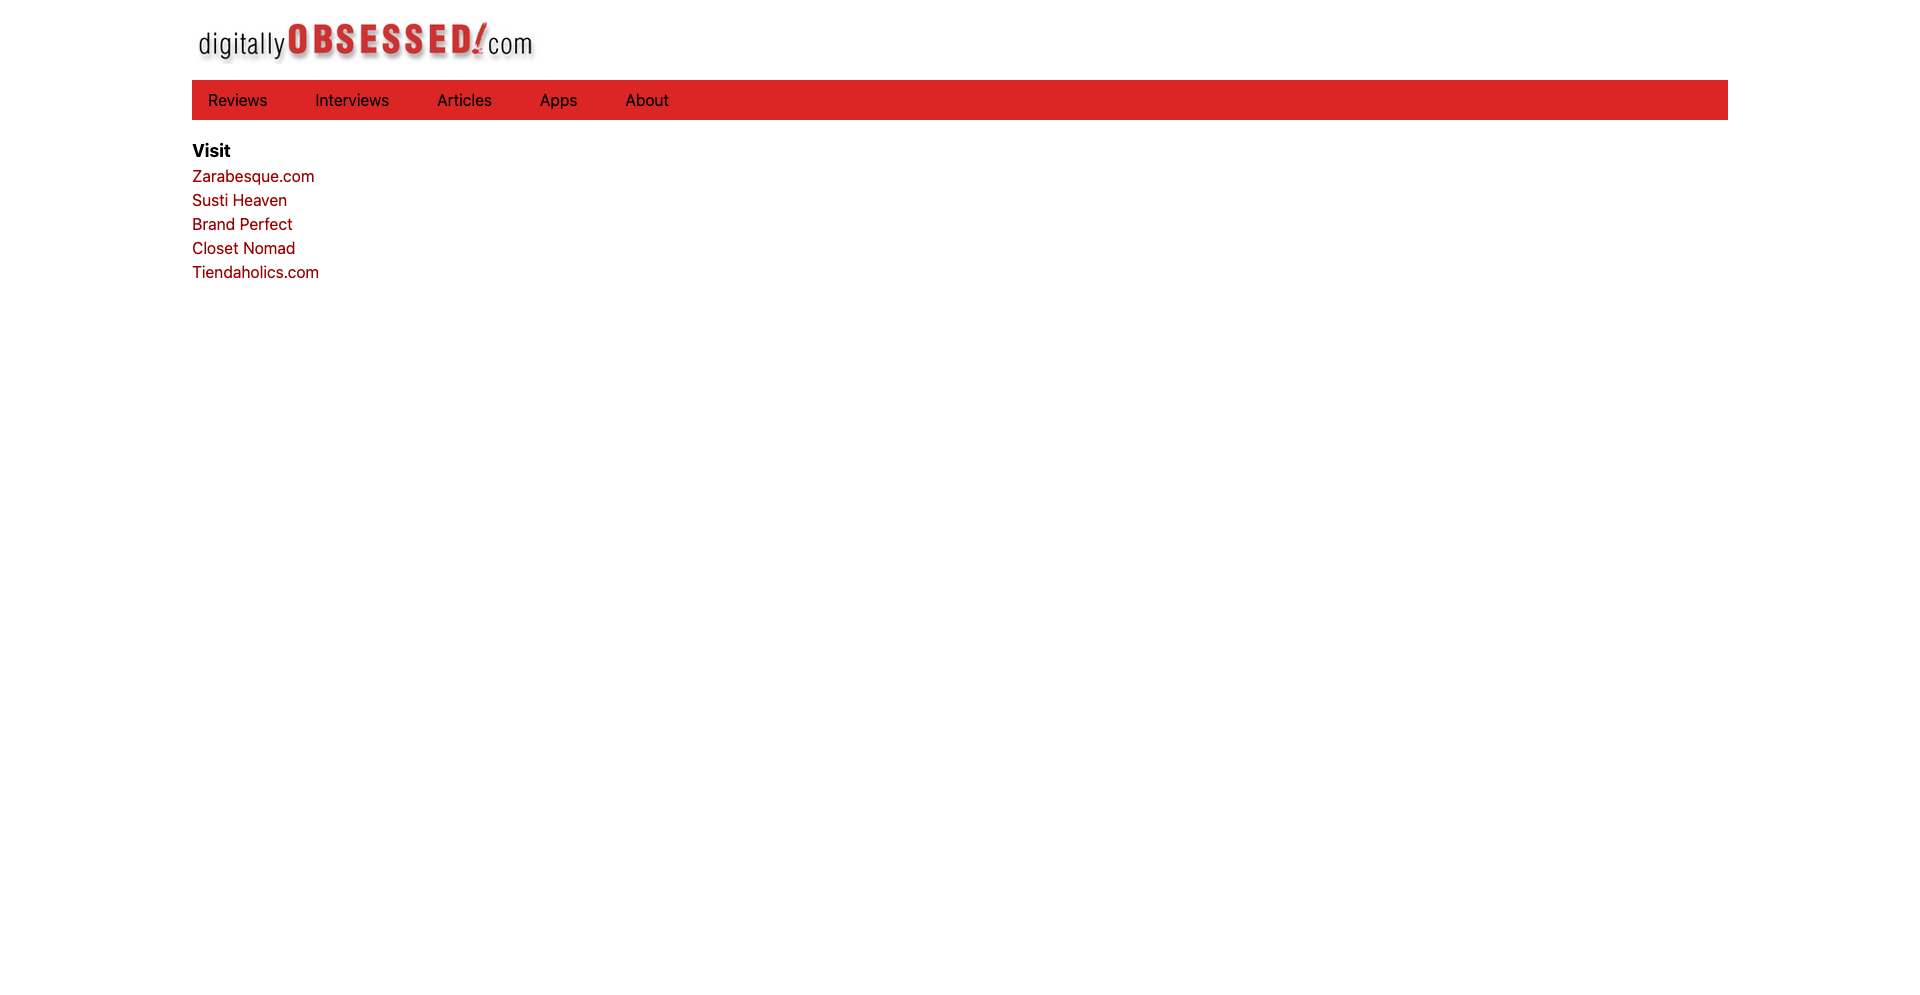 digitallyOBSESSED!com
Reviews Interviews Articles Apps About
Visit
Zarabesque.com
Susti Heaven
Brand Perfect
Closet Nomad
Tiendaholics.com